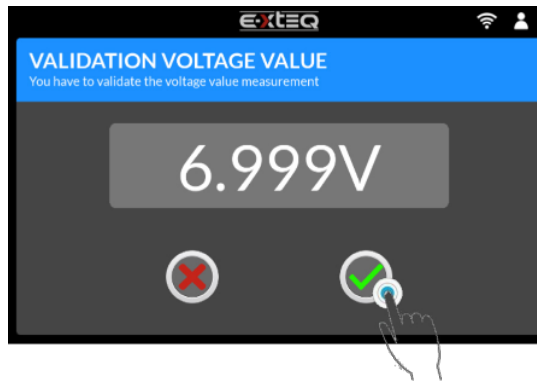 E-XTEQ
VALIDATION VOLTAGE VALUE
You have to validate the voltage value measurement
6.999V